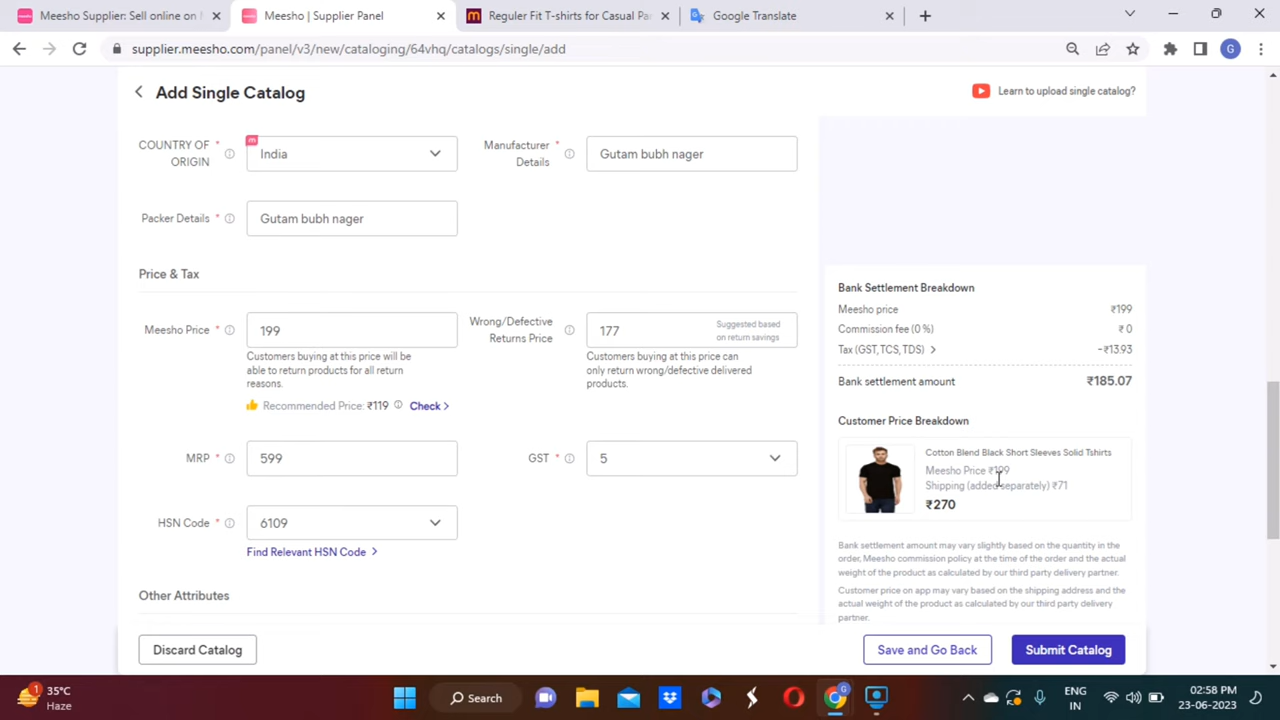 Meesho Supplier: Sell online on
Meesho | Supplier Panel
Reguler Fit T-shirts for Casual Pa
Google Translate
supplier.meesho.com/panel/v3/new/cataloging/64vhq/catalogs/single/add
G
Add Single Catalog
Learn to upload single catalog?
COUNTRY OF ORIGIN *
India
Manufacturer Details *
Gutam bubh nager
Packer Details *
Gutam bubh nager
Price & Tax
Meesho Price *
199
Wrong/Defective Returns Price
177
Suggested based
on return savings
Customers buying at this price will be
able to return products for all return
reasons.
Customers buying at this price can
only return wrong/defective delivered
products.
Recommended Price: ₹119
Check >
MRP *
599
GST *
5
HSN Code *
6109
Find Relevant HSN Code >
Other Attributes
Bank Settlement Breakdown
Meesho price ₹199
Commission fee (0 %) ₹ 0
Tax (GST, TCS, TDS) > -₹13.93
Bank settlement amount ₹185.07
Customer Price Breakdown
Cotton Blend Black Short Sleeves Solid Tshirts
Meesho Price ₹199
Shipping (added separately) ₹71
₹270
Bank settlement amount may vary slightly based on the quantity in the
order, Meesho commission policy at the time of the order and the actual
weight of the product as calculated by our third party delivery partner.
Customer price on app may vary based on the shipping address and the
actual weight of the product as calculated by our third party delivery
partner.
Discard Catalog
Save and Go Back
Submit Catalog
1
35°C
Haze
Search
ENG
IN
02:58 PM
23-06-2023